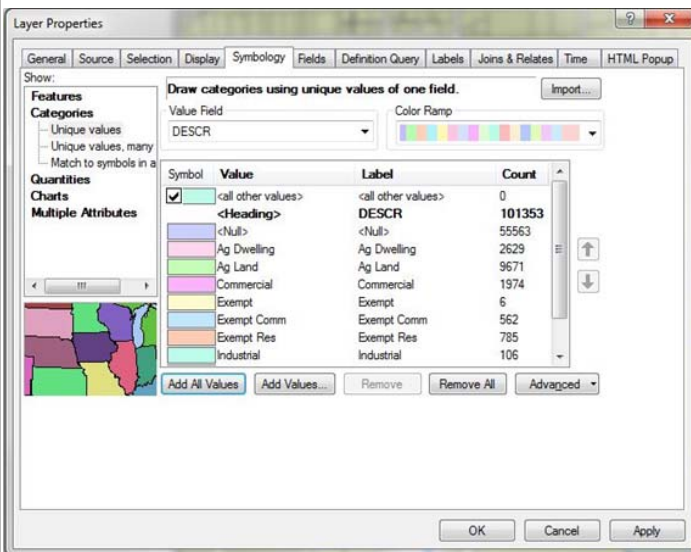 Layer Properties
General Source Selection Display Symbology Fields Definition Query Labels Joins & Relates Time HTML Popup
Show:
Features
Categories
Unique values
Unique values, many
Match to symbols in a
Quantities
Charts
Multiple Attributes
Draw categories using unique values of one field.
Import...
Value Field
DESCR
Color Ramp
Symbol Value Label Count
<all other values> <all other values> 0
<Heading> DESCR 101353
<Null> <Null> 55563
Ag Dwelling Ag Dwelling 2629
Ag Land Ag Land 9671
Commercial Commercial 1974
Exempt Exempt 6
Exempt Comm Exempt Comm 562
Exempt Res Exempt Res 785
Industrial Industrial 106
Add All Values Add Values... Remove Remove All Advanced
OK Cancel Apply